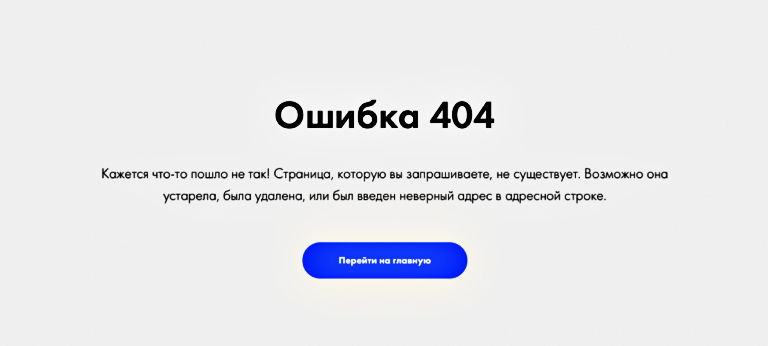 Ошибка 404
Кажется что-то пошло не так! Страница, которую вы запрашиваете, не существует. Возможно она
устарела, была удалена, или был введен неверный адрес в адресной строке.
Перейти на главную